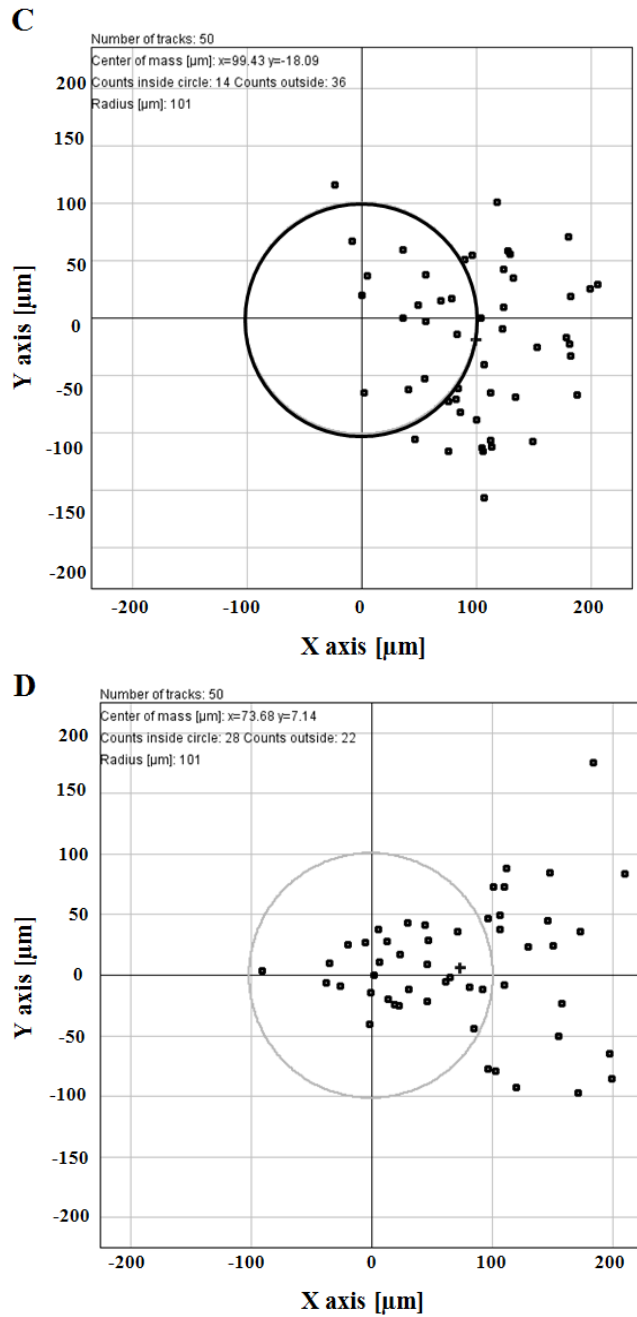 C
Number of tracks: 50
Center of mass [µm]: x=99.43 y=-18.09
Counts inside circle: 14 Counts outside: 36
Radius [µm]: 101
200
150
100
50
0
-50
-100
-150
-200
Y axis [µm]
-200 -100 0 100 200
X axis [µm]
D
Number of tracks: 50
Center of mass [µm]: x=73.68 y=7.14
Counts inside circle: 28 Counts outside: 22
Radius [µm]: 101
200
150
100
50
0
-50
-100
-150
-200
Y axis [µm]
-200 -100 0 100 200
X axis [µm]